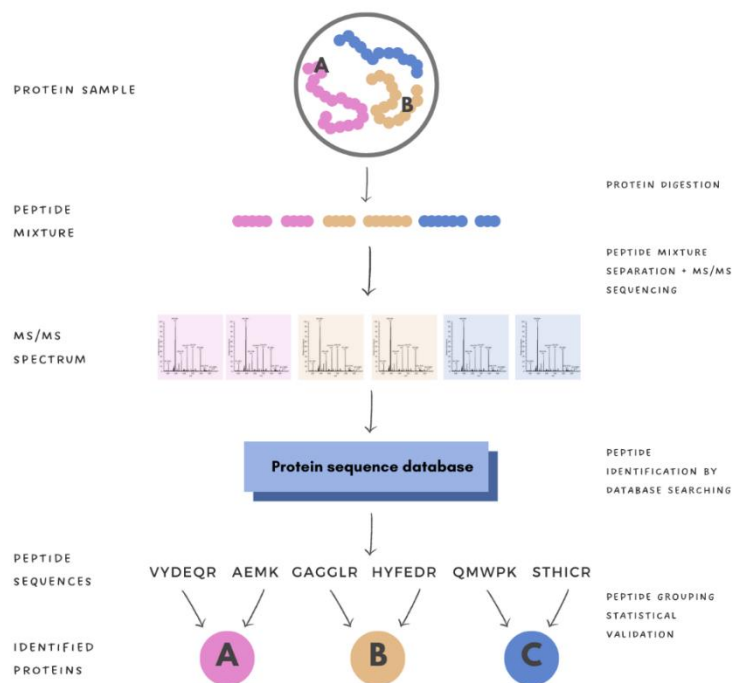 A
B
PROTEIN SAMPLE
PROTEIN DIGESTION
PEPTIDE
MIXTURE
PEPTIDE MIXTURE
SEPARATION + MS/MS
SEQUENCING
MS/MS
SPECTRUM
Protein sequence database
PEPTIDE
IDENTIFICATION BY
DATABASE SEARCHING
PEPTIDE
SEQUENCES
VYDEQR AEMK GAGGLR HYFEDR QMWPK STHICR
PEPTIDE GROUPING
STATISTICAL
VALIDATION
IDENTIFIED
PROTEINS
A B C